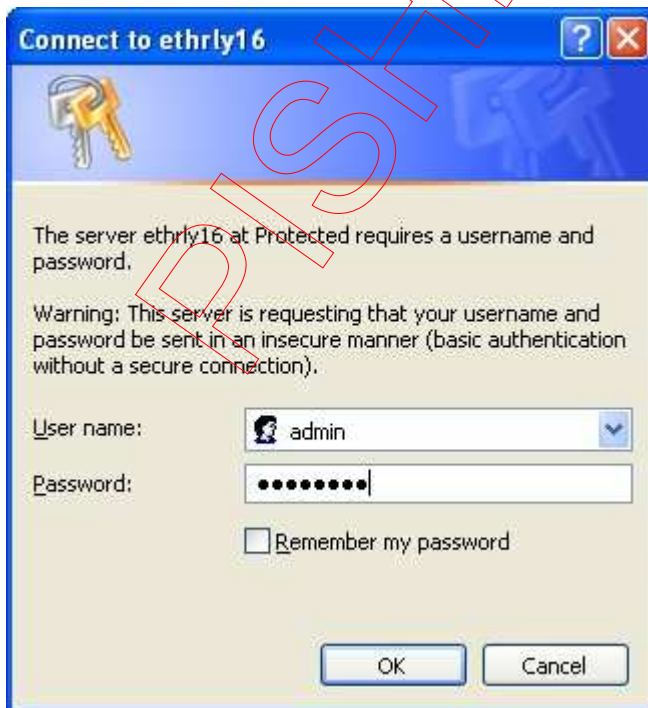 Connect to ethrly16
The server ethrly16 at Protected requires a username and
password.
Warning: This server is requesting that your username and
password be sent in an insecure manner (basic authentication
without a secure connection).
User name:
admin
Password:
••••••••
Remember my password
OK
Cancel
PISH